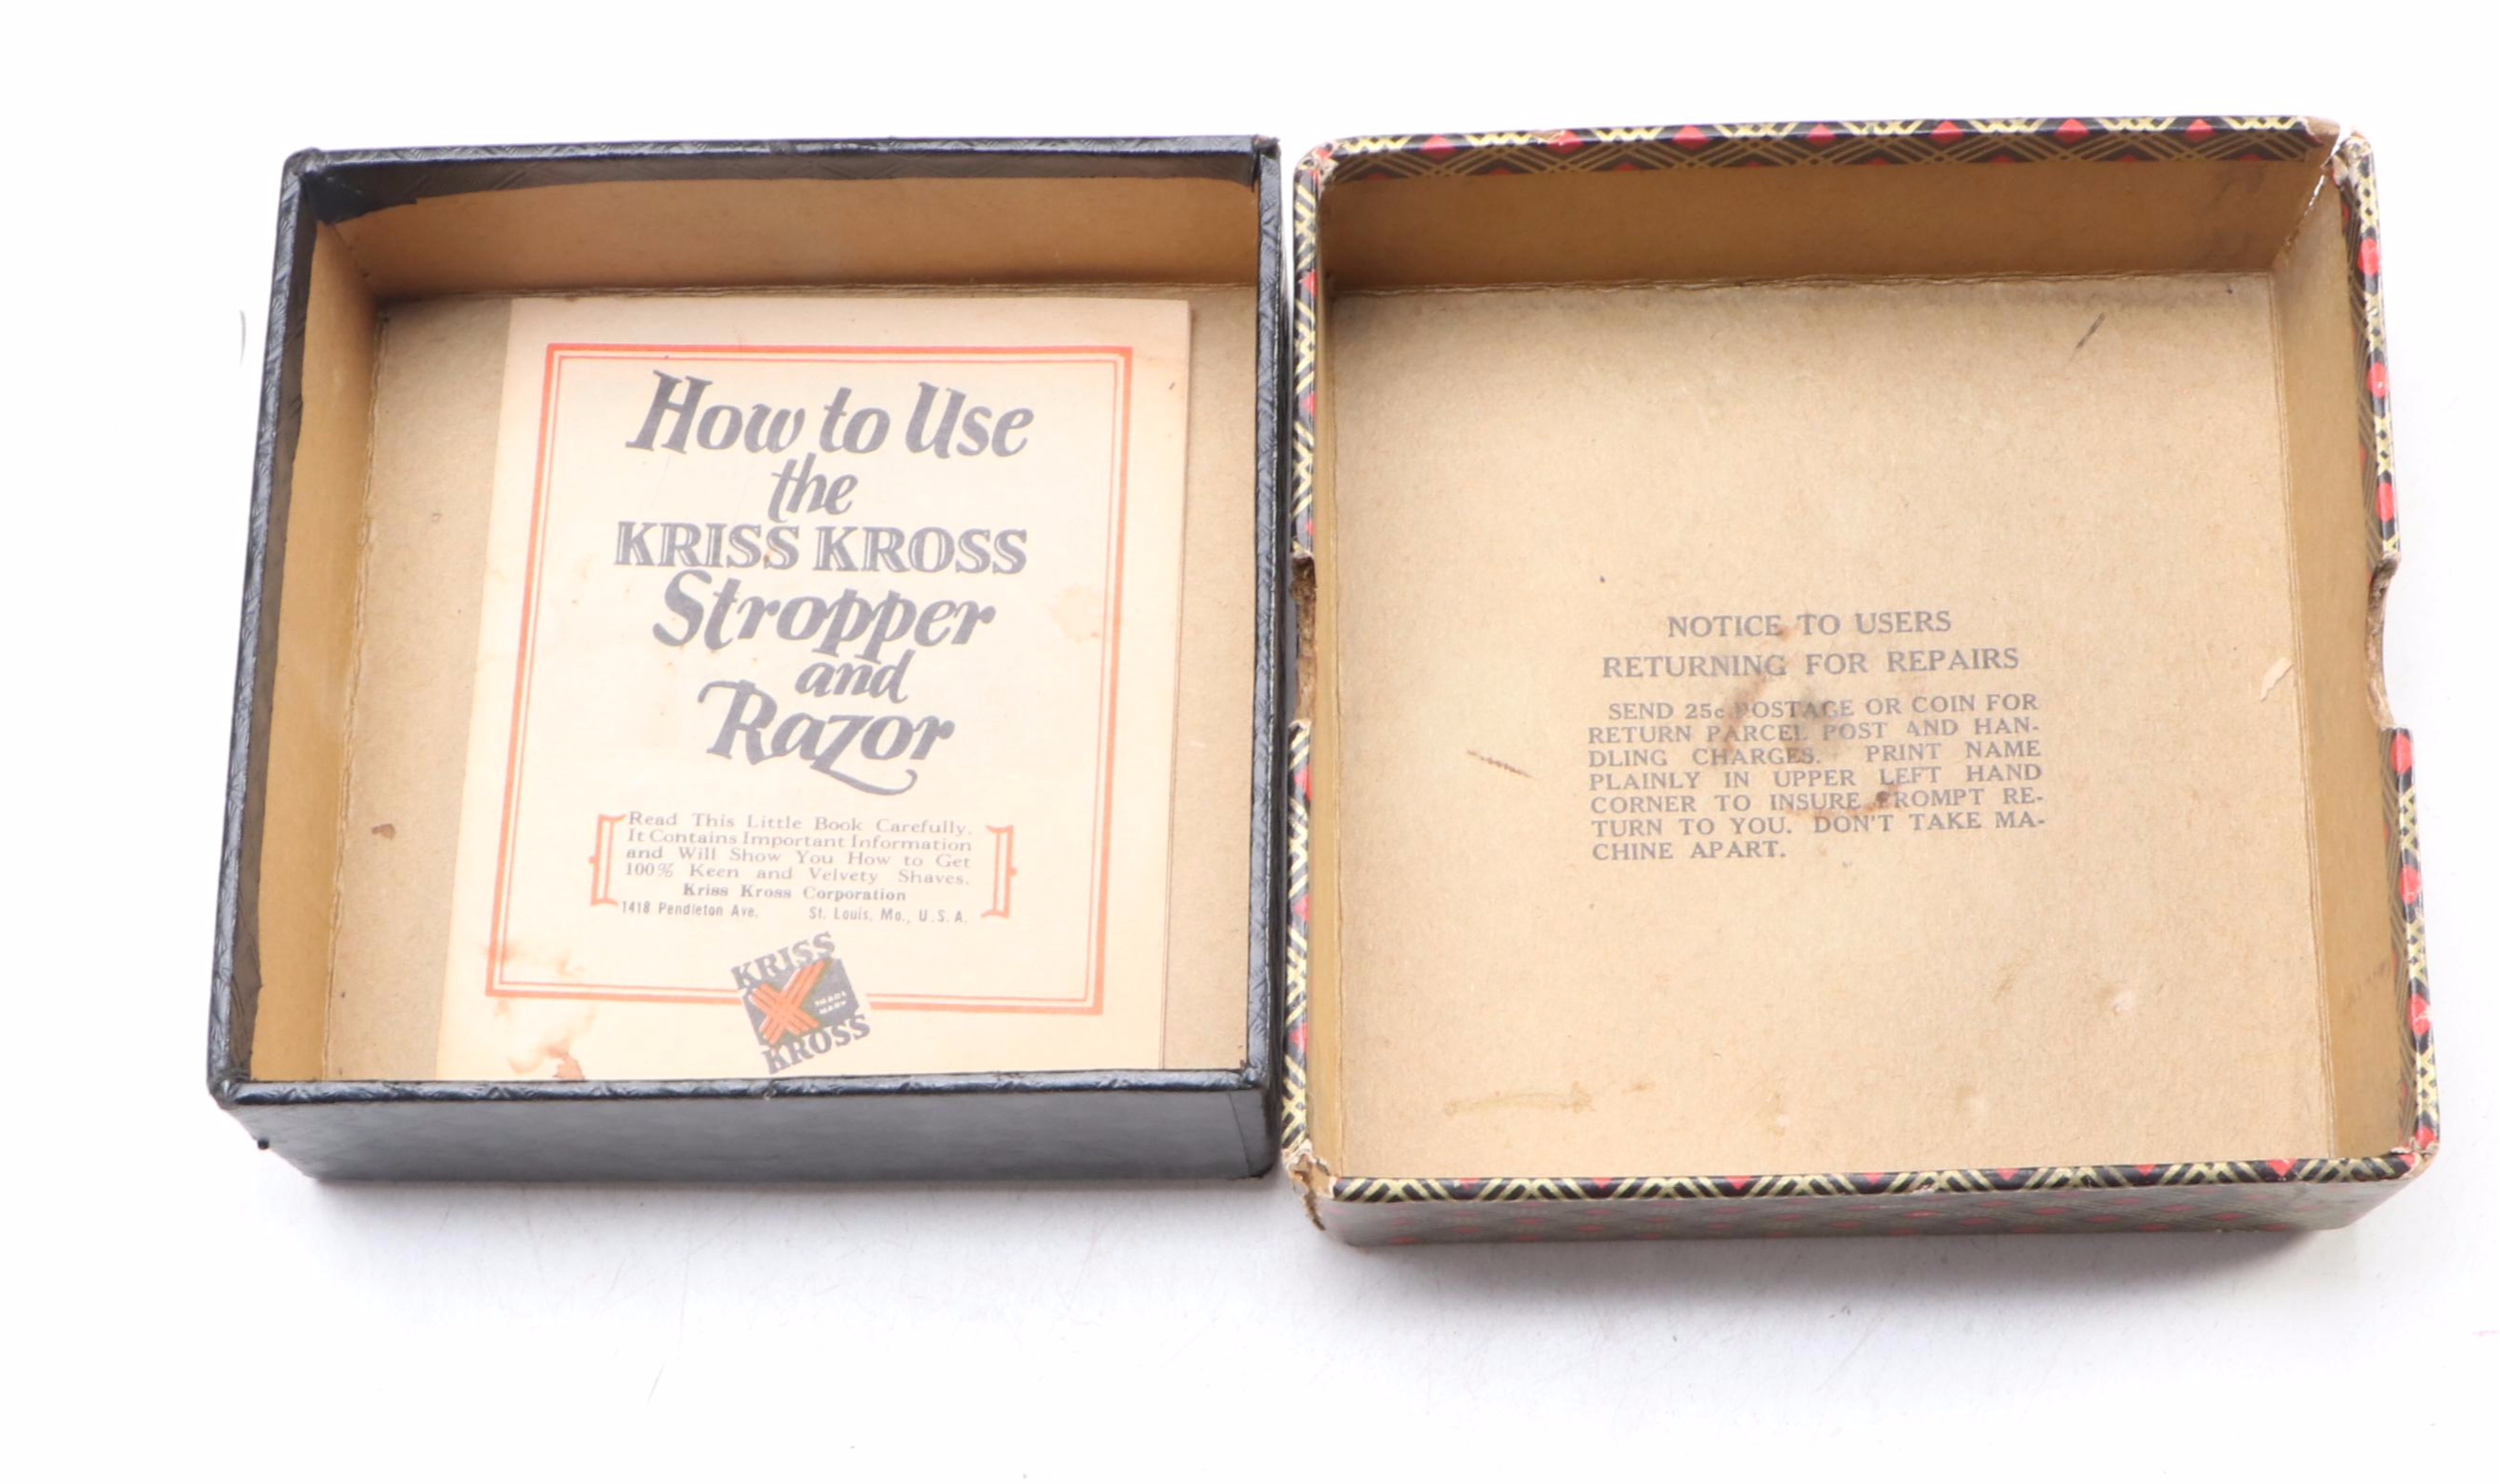 How to Use
the
KRISS KROSS
Stropper
and
Razor
Read This Little Book Carefully.
It Contains Important Information
and Will Show You How to Get
100% Keen and Velvety Shaves.
Kriss Kross Corporation
1418 Pendleton Ave. St. Louis, Mo., U.S.A.
KRISS
TRADE
MARK
KROSS
NOTICE TO USERS
RETURNING FOR REPAIRS
SEND 25c POSTAGE OR COIN FOR
RETURN PARCEL POST AND HAN-
DLING CHARGES. PRINT NAME
PLAINLY IN UPPER LEFT HAND
CORNER TO INSURE PROMPT RE-
TURN TO YOU. DON'T TAKE MA-
CHINE APART.